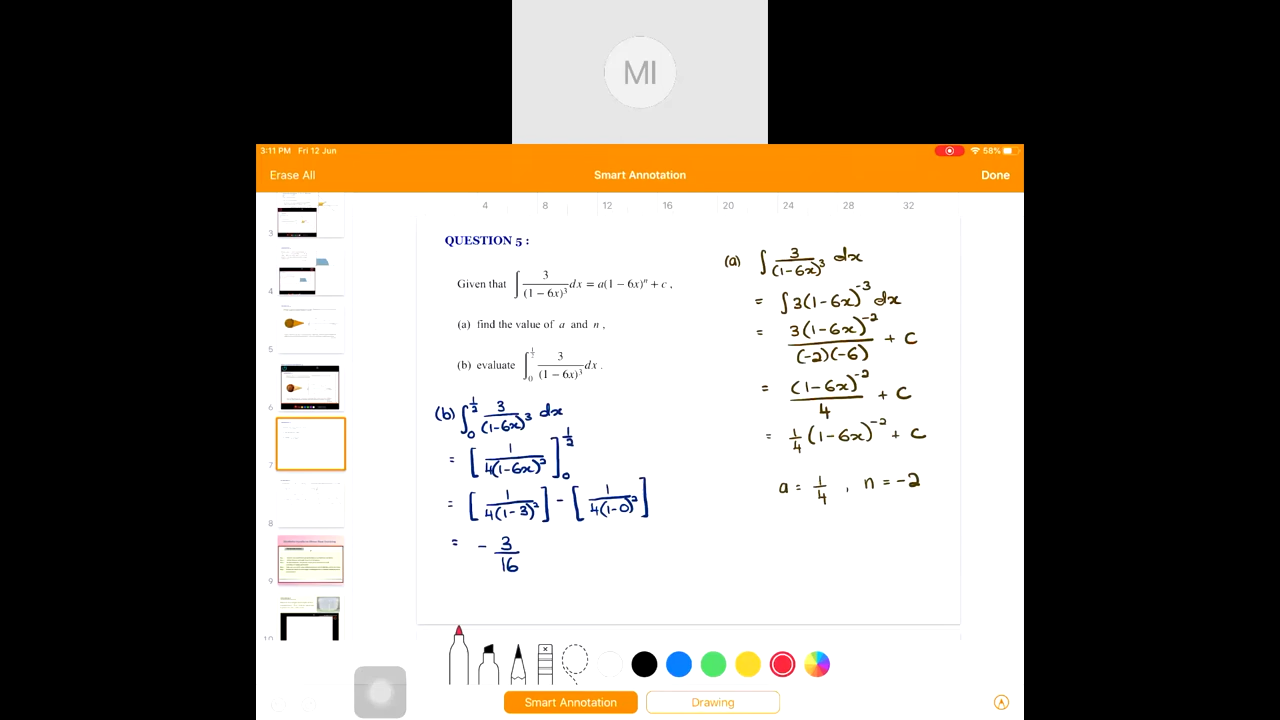 MI
3:11 PM Fri 12 Jun
58%
Erase All
Smart Annotation
Done
4 8 12 16 20 24 28 32
3
4
5
6
7
8
9
10
QUESTION 5 :
Given that ∫ 3/(1 − 6x)³ dx = a(1 − 6x)ⁿ + c ,
(a) find the value of a and n ,
(b) evaluate ∫₀^(1/2) 3/(1 − 6x)³ dx .
(b) ∫₀^(1/2) 3/(1-6x)³ dx
= [ 1/4(1-6x)² ]₀^(1/2)
= [ 1/4(1-3)² ] - [ 1/4(1-0)² ]
= - 3/16
(a) ∫ 3/(1-6x)³ dx
= ∫ 3(1-6x)⁻³ dx
= 3(1-6x)⁻²/(-2)(-6) + C
= (1-6x)⁻²/4 + C
= 1/4 (1-6x)⁻² + C
a = 1/4 , n = -2
Smart Annotation
Drawing